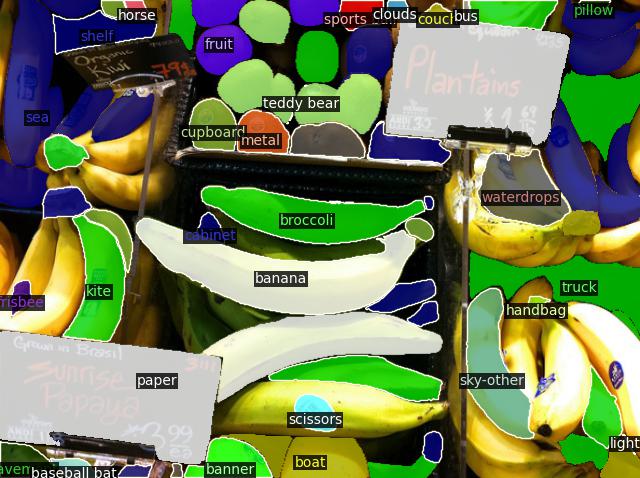 horse
sports
clouds
couch
bus
pillow
shelf
Organic
Kiwi 79¢
fruit
Plantains
sea
teddy bear
cupboard
metal
waterdrops
broccoli
cabinet
banana
kite
frisbee
truck
handbag
Grown in Brasil
Sunrise
Papaya
paper
3.99
ea
sky-other
scissors
light
banner
boat
baseball bat